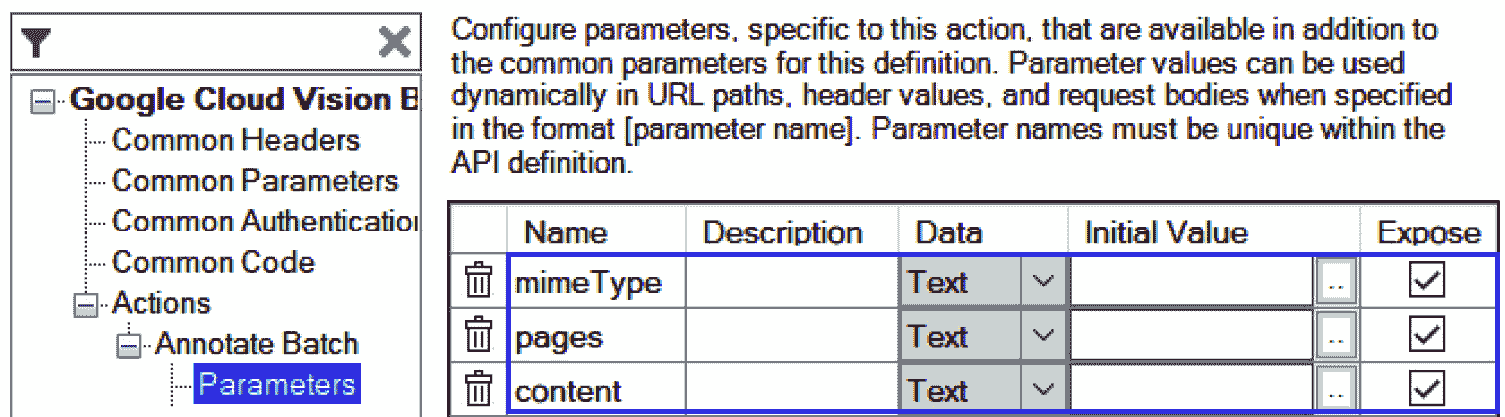 Google Cloud Vision B
Common Headers
Common Parameters
Common Authentication
Common Code
Actions
Annotate Batch
Parameters
Configure parameters, specific to this action, that are available in addition to
the common parameters for this definition. Parameter values can be used
dynamically in URL paths, header values, and request bodies when specified
in the format [parameter name]. Parameter names must be unique within the
API definition.
Name Description Data Initial Value Expose
mimeType Text ..
pages Text ..
content Text ..